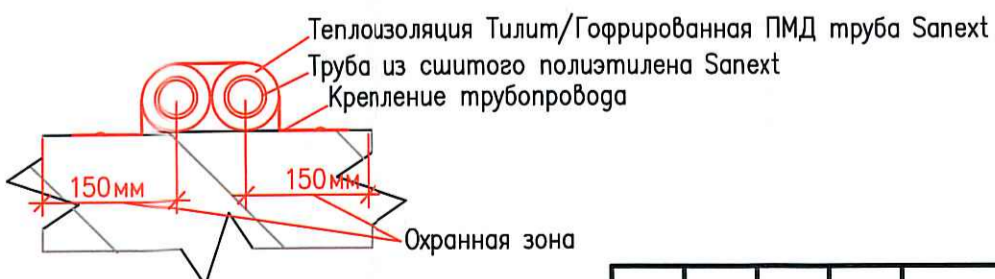 Теплоизоляция Тилит/Гофрированная ПМД труба Sanext
Труба из сшитого полиэтилена Sanext
Крепление трубопровода
150мм 150мм
Охранная зона